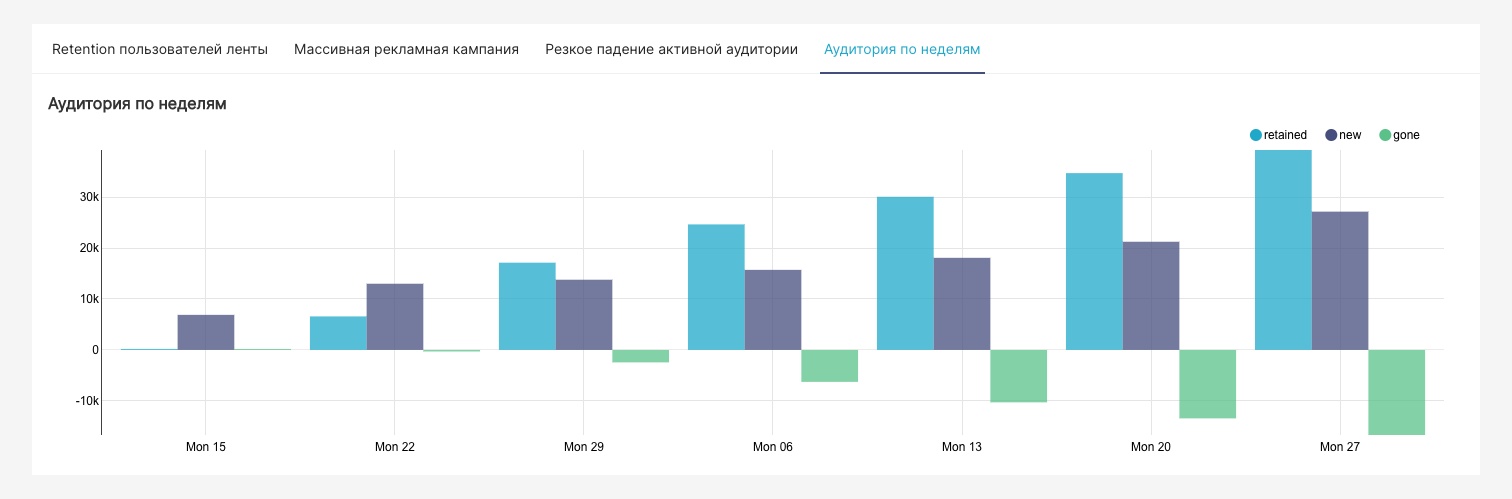 Retention пользователей ленты Массивная рекламная кампания Резкое падение активной аудитории Аудитория по неделям
Аудитория по неделям
retained new gone
30k
20k
10k
0
-10k
Mon 15 Mon 22 Mon 29 Mon 06 Mon 13 Mon 20 Mon 27